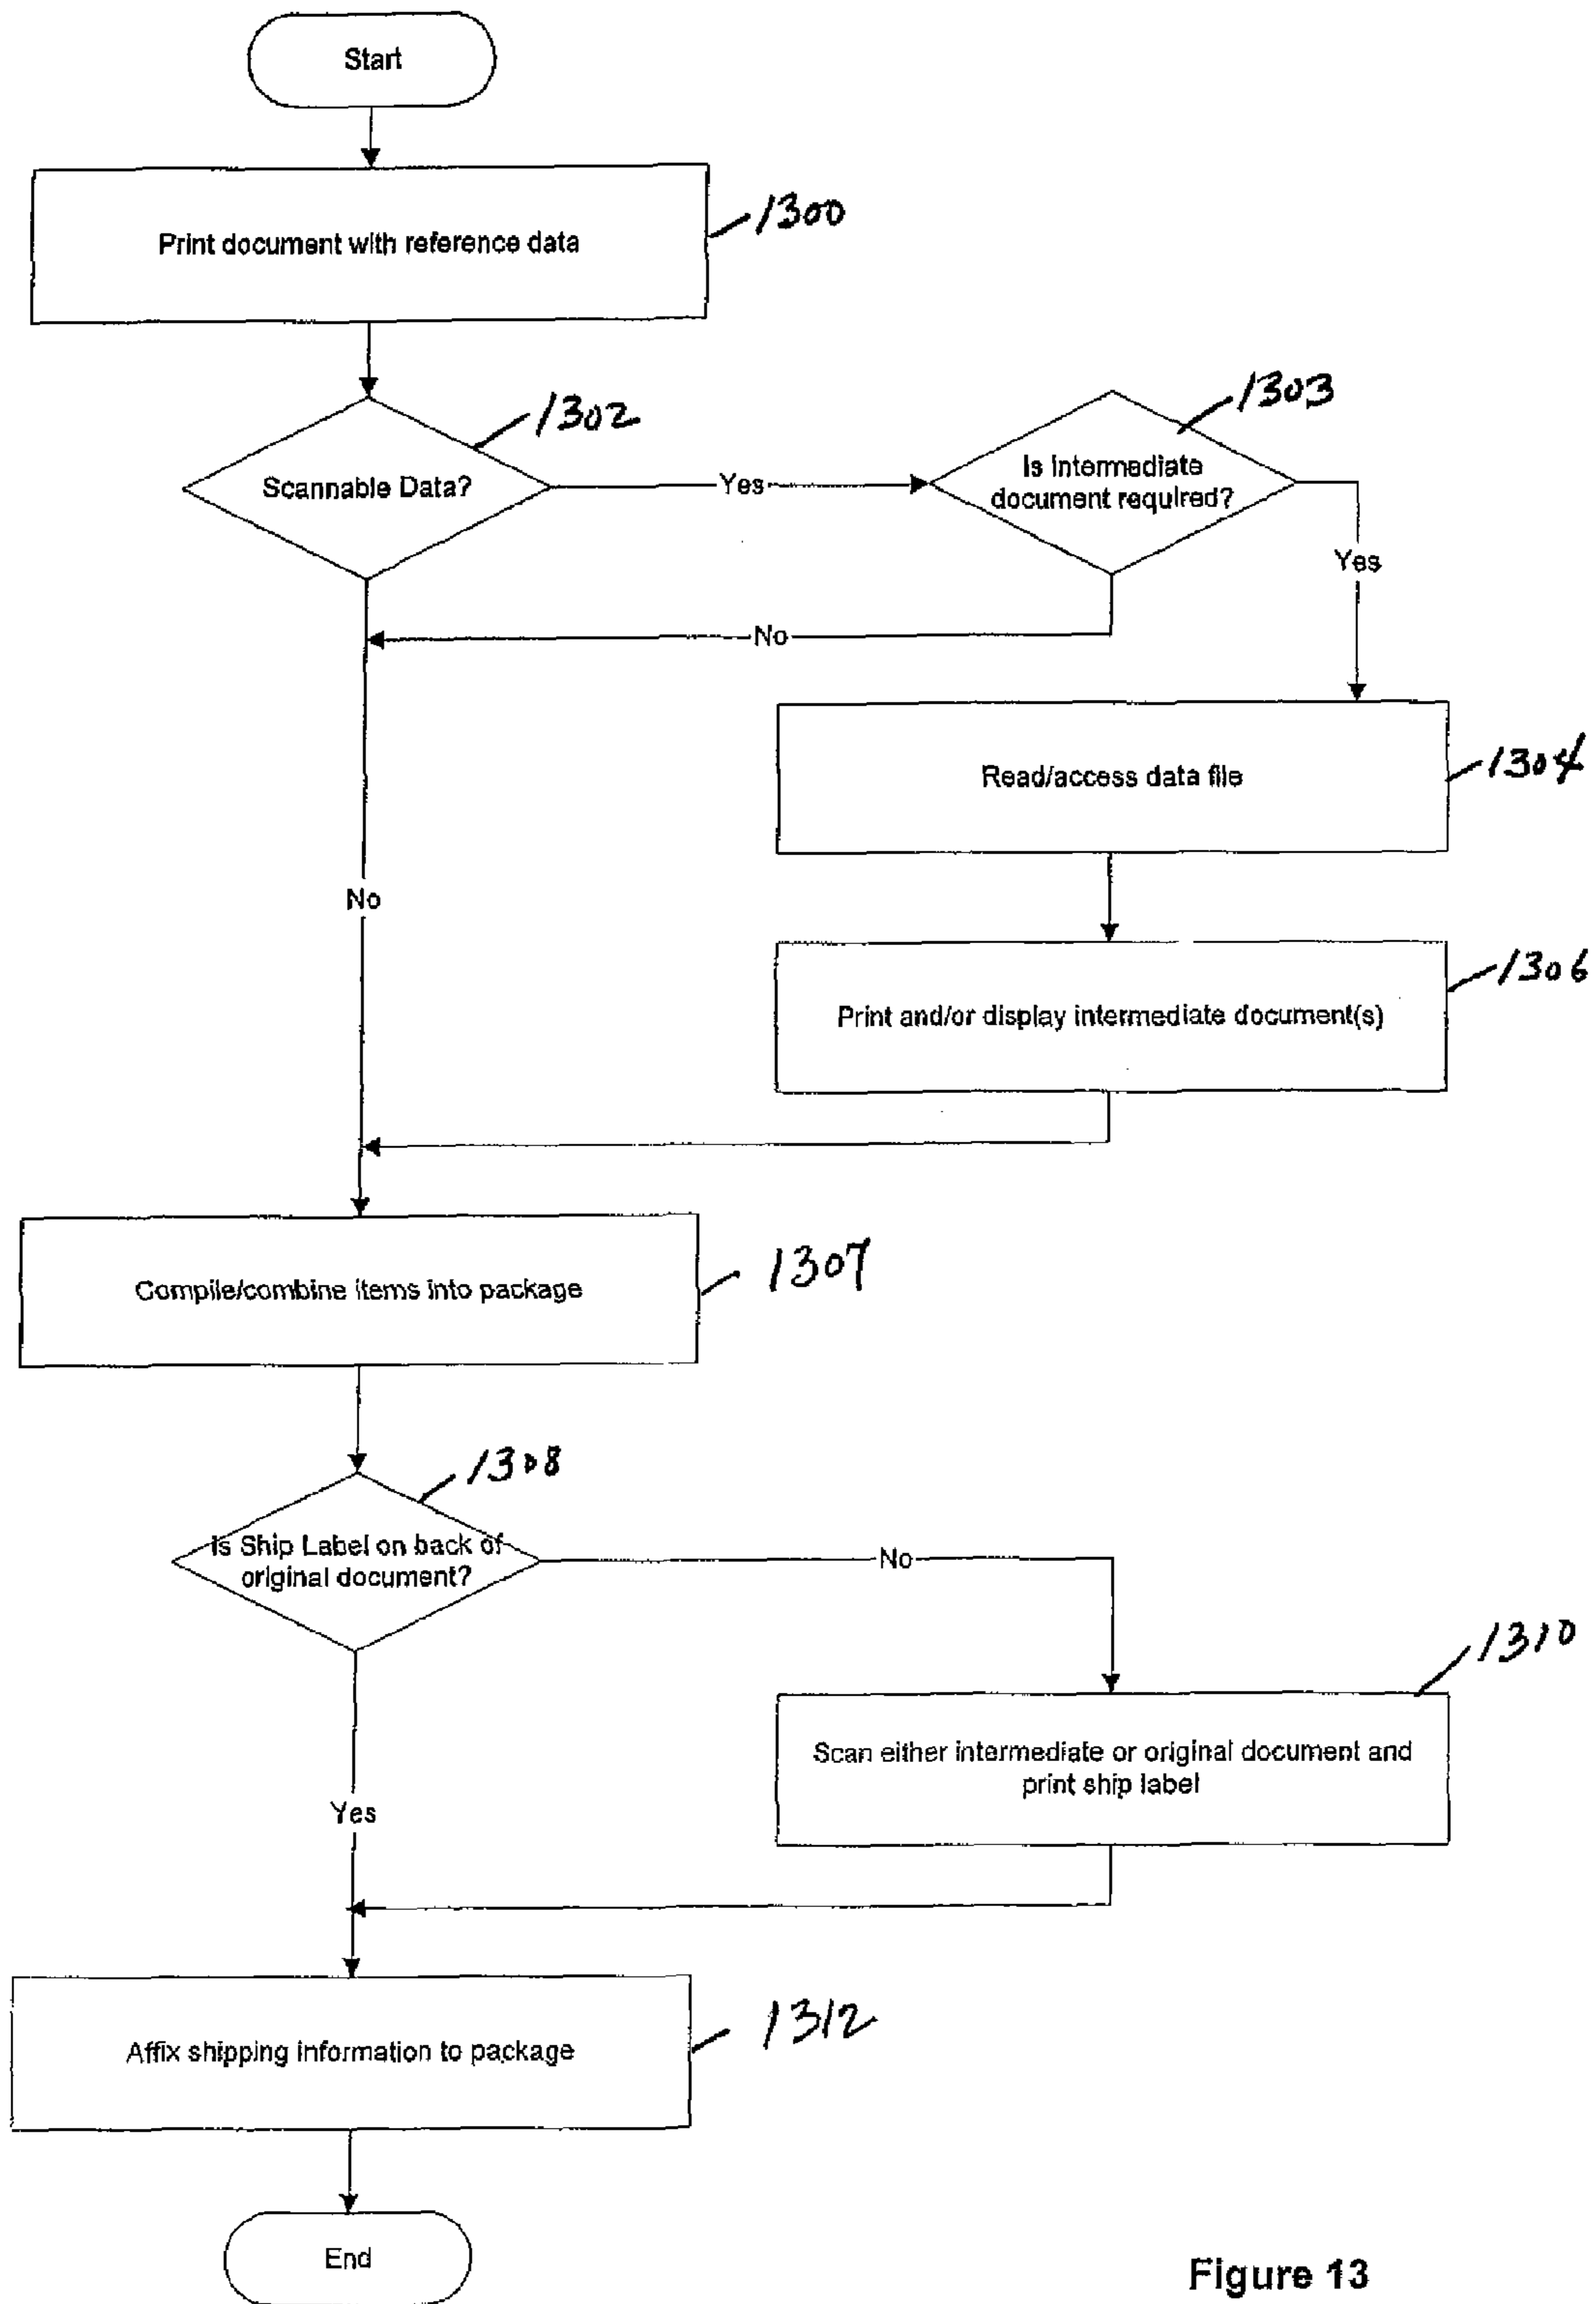 Start
Print document with reference data
1300
Scannable Data?
1302
Yes
Is Intermediate
document required?
1303
Yes
No
Read/access data file
1304
No
Print and/or display intermediate document(s)
1306
Compile/combine items into package
1307
Is Ship Label on back of
original document?
1308
No
Scan either intermediate or original document and
print ship label
1310
Yes
Affix shipping information to package
1312
End
Figure 13